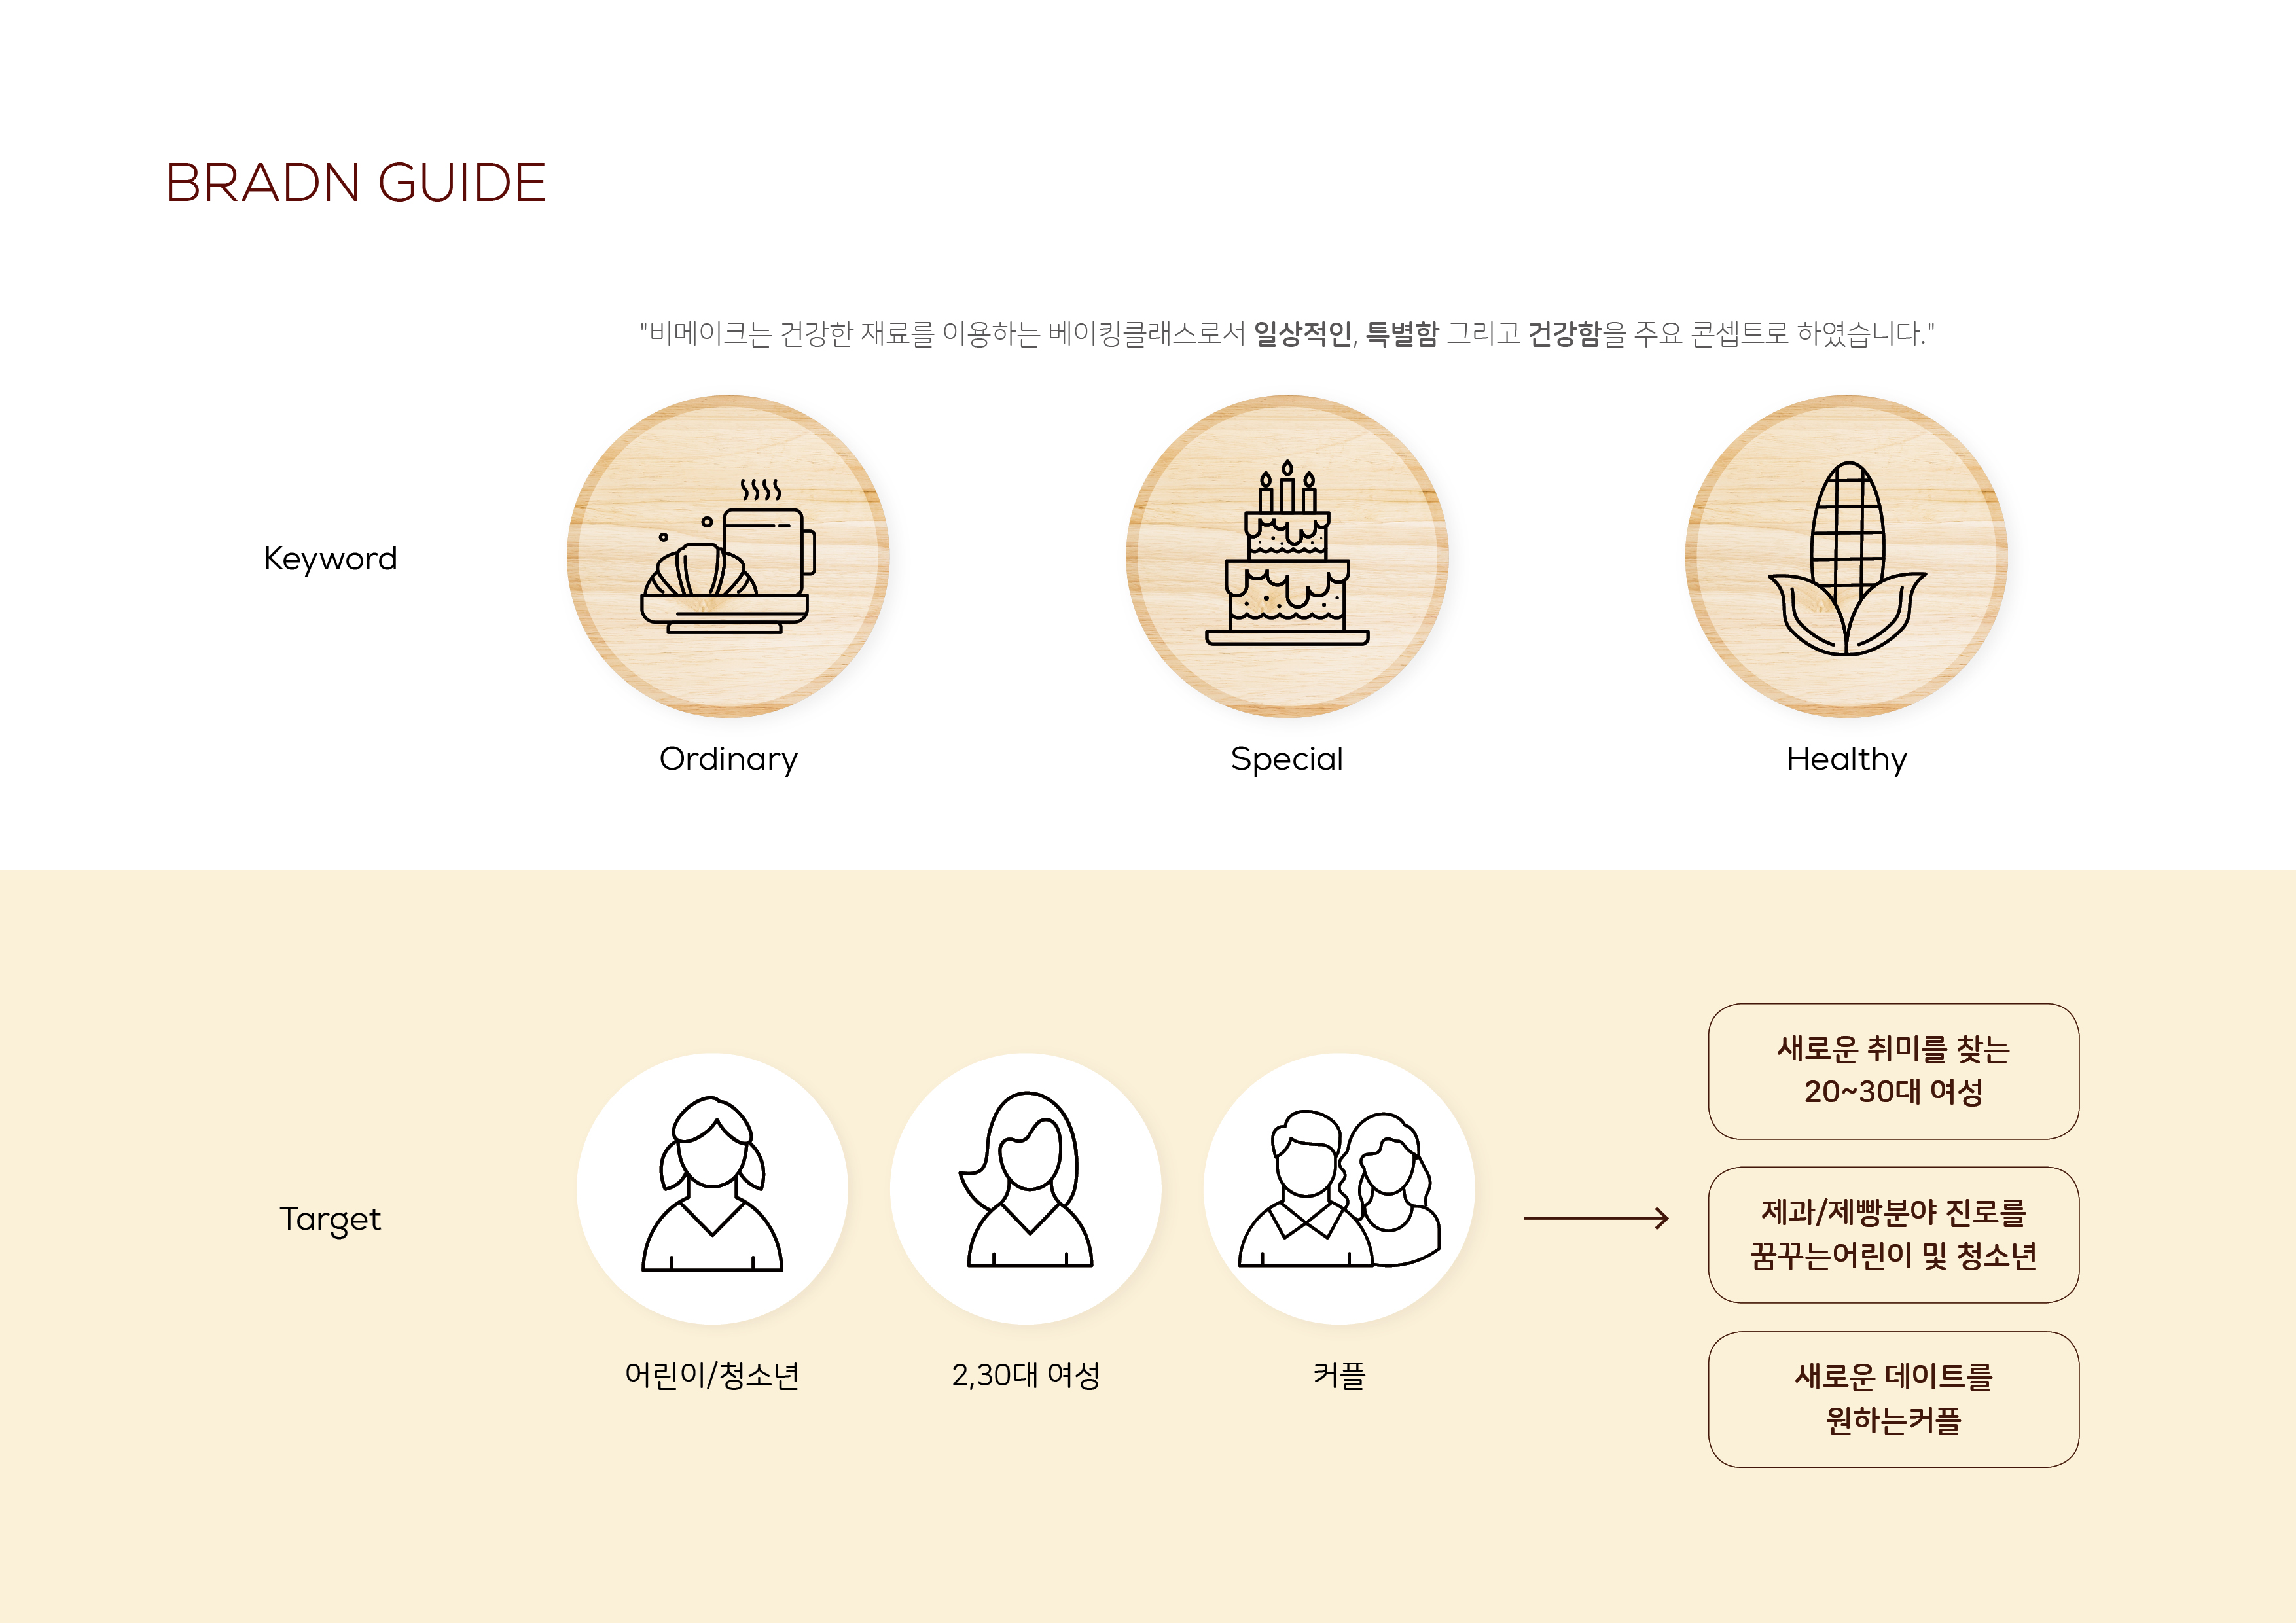 BRADN GUIDE
"비메이크는 건강한 재료를 이용하는 베이킹클래스로서 일상적인, 특별함 그리고 건강함을 주요 콘셉트로 하였습니다."
Keyword
Ordinary
Special
Healthy
Target
어린이/청소년
2,30대 여성
커플
새로운 취미를 찾는
20~30대 여성
제과/제빵분야 진로를
꿈꾸는어린이 및 청소년
새로운 데이트를
원하는커플